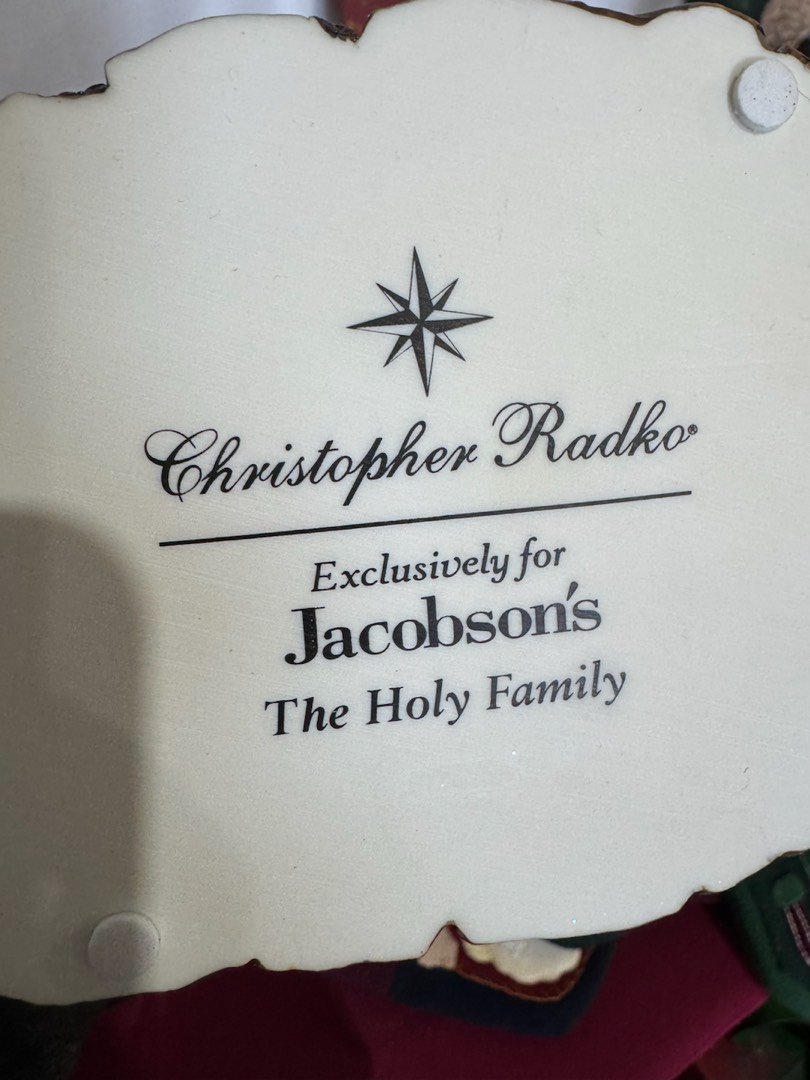 Christopher Radko®
Exclusively for
Jacobson's
The Holy Family